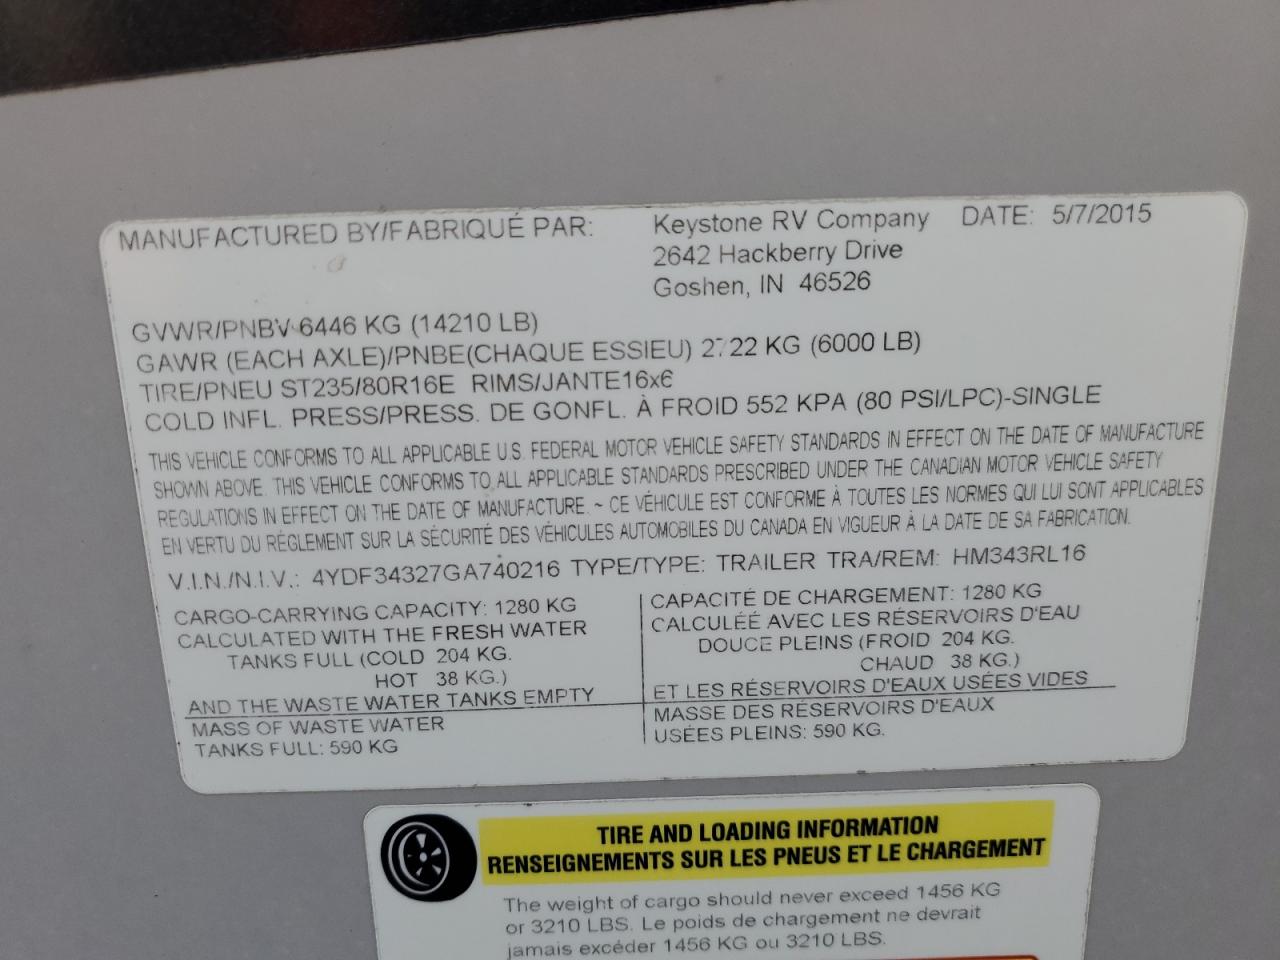 MANUFACTURED BY/FABRIQUÉ PAR: Keystone RV Company DATE: 5/7/2015
2642 Hackberry Drive
Goshen, IN 46526
GVWR/PNBV 6446 KG (14210 LB)
GAWR (EACH AXLE)/PNBE(CHAQUE ESSIEU) 2722 KG (6000 LB)
TIRE/PNEU ST235/80R16E RIMS/JANTE16x6
COLD INFL. PRESS/PRESS. DE GONFL. À FROID 552 KPA (80 PSI/LPC)-SINGLE
THIS VEHICLE CONFORMS TO ALL APPLICABLE U.S. FEDERAL MOTOR VEHICLE SAFETY STANDARDS IN EFFECT ON THE DATE OF MANUFACTURE
SHOWN ABOVE. THIS VEHICLE CONFORMS TO ALL APPLICABLE STANDARDS PRESCRIBED UNDER THE CANADIAN MOTOR VEHICLE SAFETY
REGULATIONS IN EFFECT ON THE DATE OF MANUFACTURE. ~ CE VÉHICULE EST CONFORME À TOUTES LES NORMES QUI LUI SONT APPLICABLES
EN VERTU DU RÈGLEMENT SUR LA SÉCURITÉ DES VÉHICULES AUTOMOBILES DU CANADA EN VIGUEUR À LA DATE DE SA FABRICATION.
V.I.N./N.I.V.: 4YDF34327GA740216 TYPE/TYPE: TRAILER TRA/REM: HM343RL16
CARGO-CARRYING CAPACITY: 1280 KG
CALCULATED WITH THE FRESH WATER
TANKS FULL (COLD 204 KG.
HOT 38 KG.)
AND THE WASTE WATER TANKS EMPTY
MASS OF WASTE WATER
TANKS FULL: 590 KG
CAPACITÉ DE CHARGEMENT: 1280 KG
CALCULÉE AVEC LES RÉSERVOIRS D'EAU
DOUCE PLEINS (FROID 204 KG.
CHAUD 38 KG.)
ET LES RÉSERVOIRS D'EAUX USÉES VIDES
MASSE DES RÉSERVOIRS D'EAUX
USÉES PLEINS: 590 KG.
TIRE AND LOADING INFORMATION
RENSEIGNEMENTS SUR LES PNEUS ET LE CHARGEMENT
The weight of cargo should never exceed 1456 KG
or 3210 LBS. Le poids de chargement ne devrait
jamais excéder 1456 KG ou 3210 LBS.